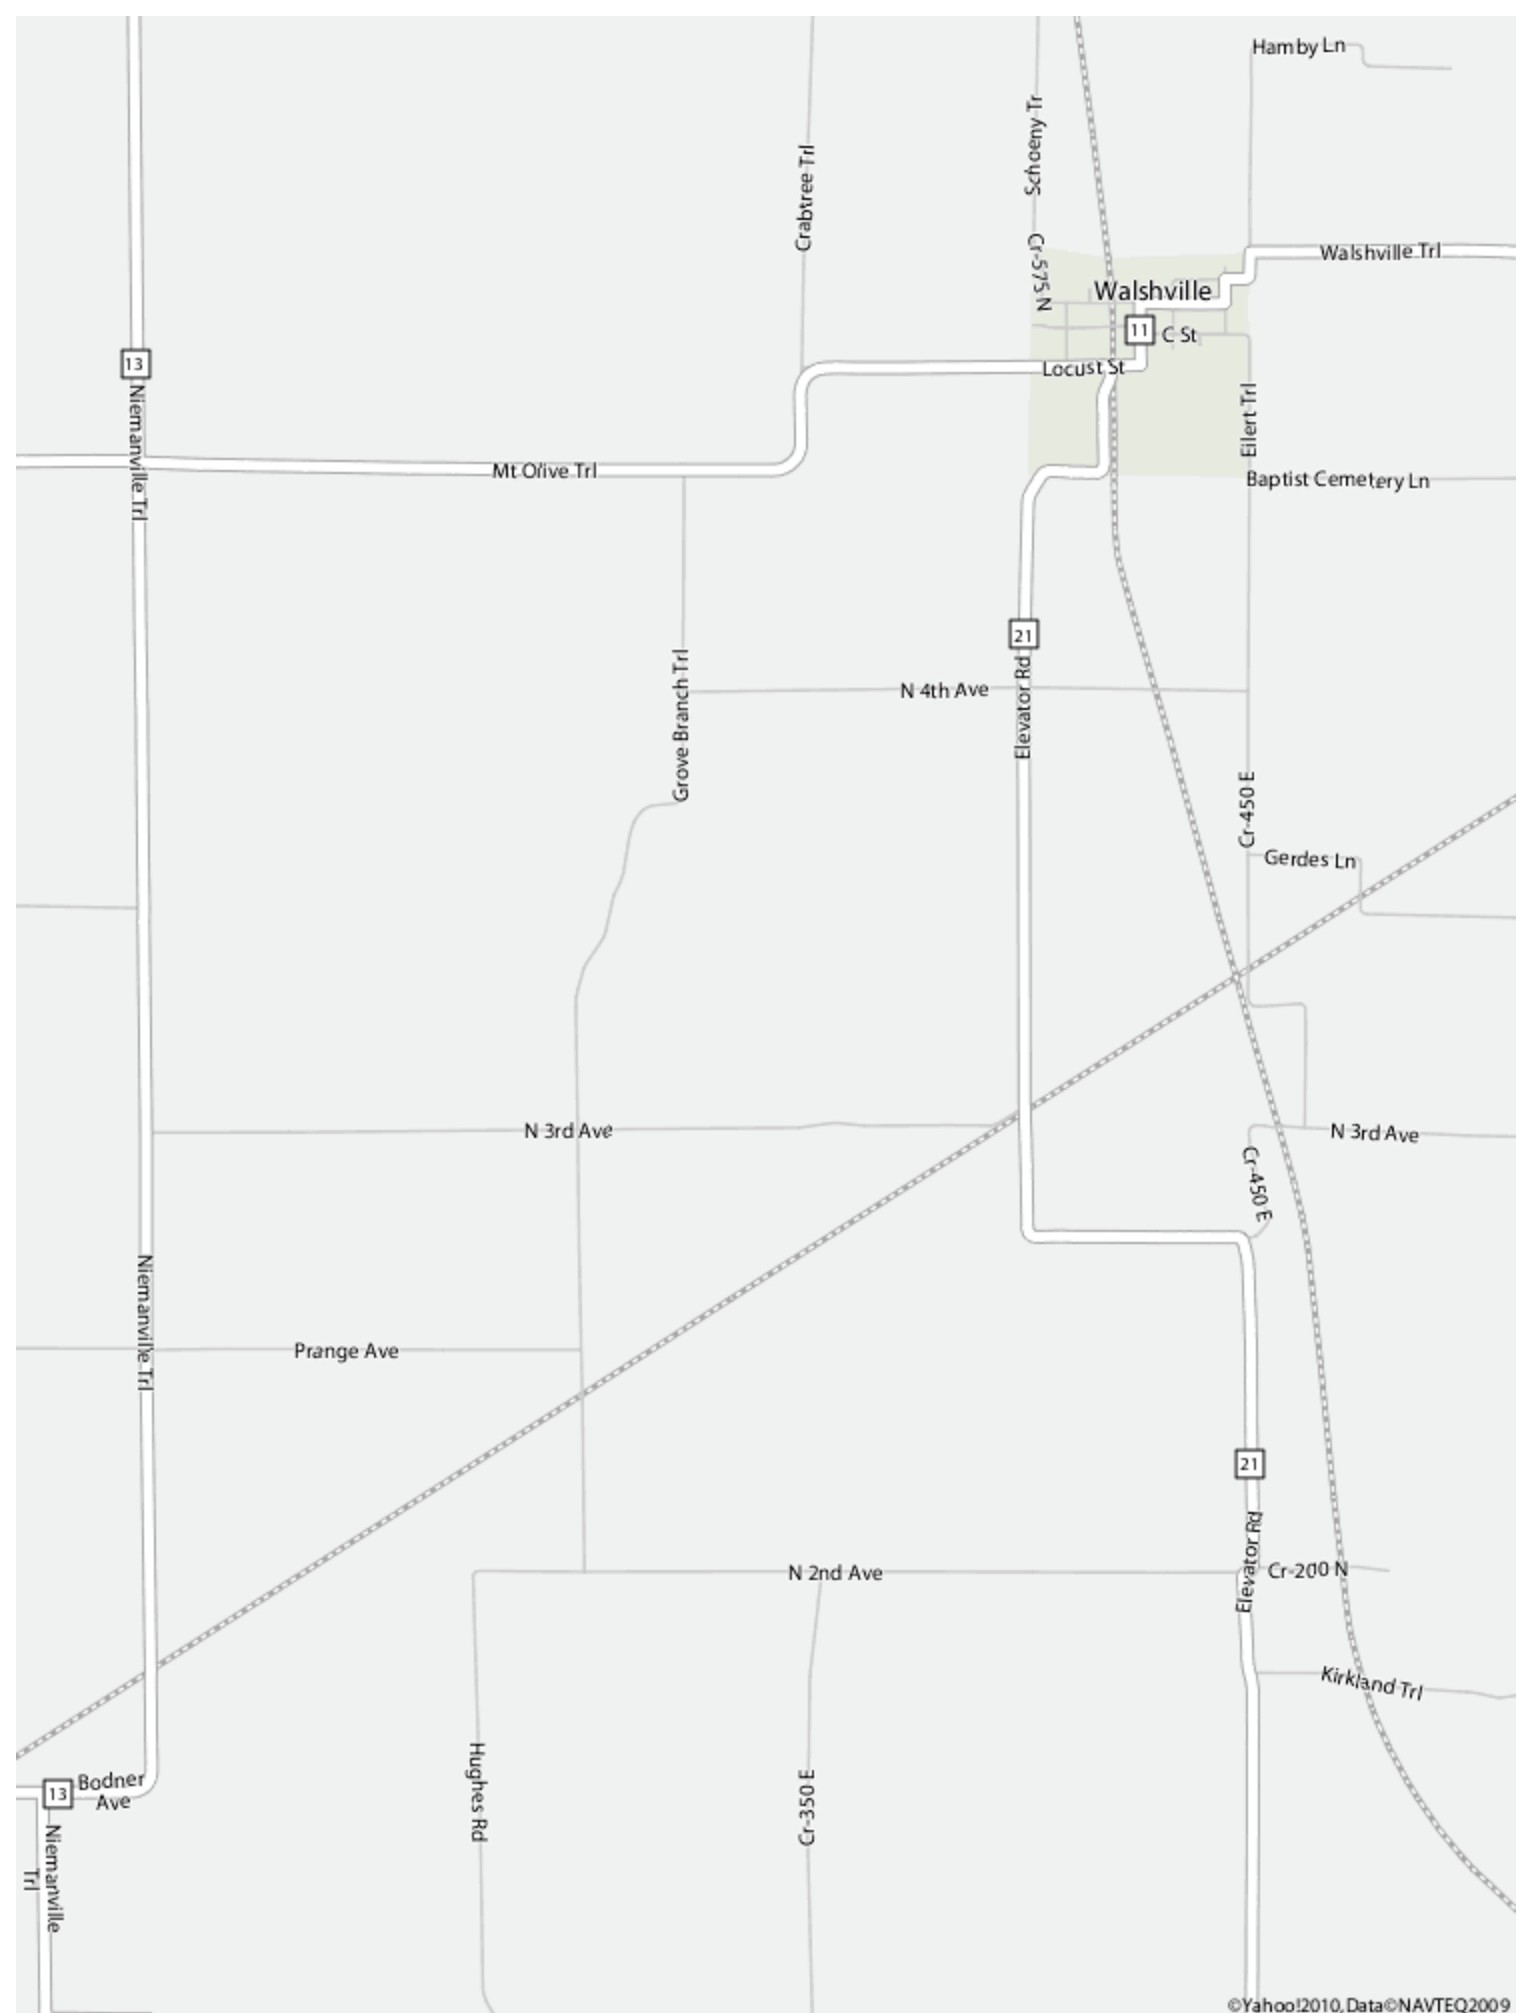 Hamby Ln
Schoeny Tr
Crabtree Trl
Cr-575 N
Walshville Trl
Walshville
11
C St
13
Locust St
Niemanville Trl
Eilert Trl
Mt Olive Trl
Baptist Cemetery Ln
21
Grove Branch Trl
N 4th Ave
Elevator Rd
Cr-450 E
Gerdes Ln
N 3rd Ave
N 3rd Ave
Cr-450 E
Niemanville Trl
Prange Ave
21
Elevator Rd
N 2nd Ave
Cr-200 N
Kirkland Trl
Hughes Rd
Cr-350 E
13
Bodner
Ave
Niemanville
Trl
©Yahoo!2010, Data©NAVTEQ2009